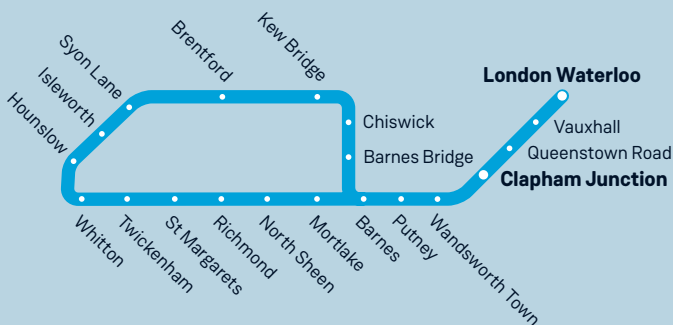 Kew Bridge
Brentford
Syon Lane
Isleworth
Hounslow
London Waterloo
Vauxhall
Queenstown Road
Clapham Junction
Chiswick
Barnes Bridge
Whitton
Twickenham
St Margarets
Richmond
North Sheen
Mortlake
Barnes
Putney
Wandsworth Town